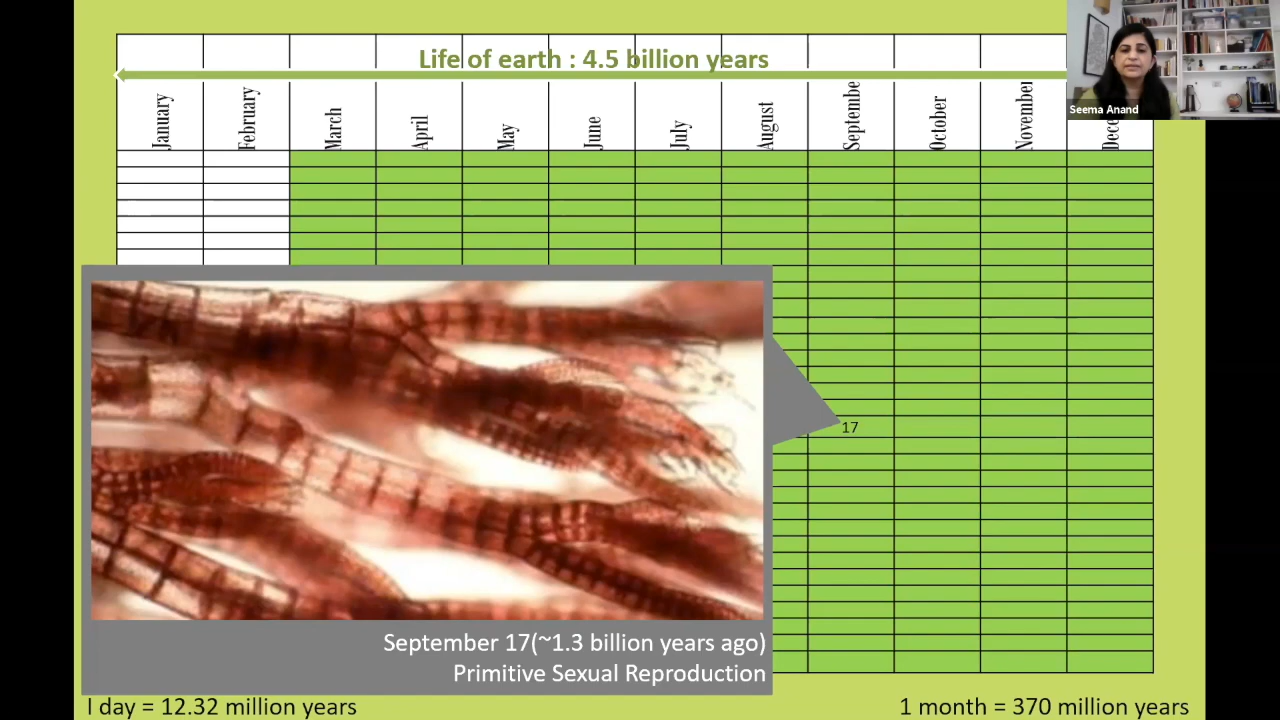 Life of earth : 4.5 billion years
Seema Anand
January
February
March
April
May
June
July
August
Septembe
October
November
Dece
17
September 17(~1.3 billion years ago)
Primitive Sexual Reproduction
I day = 12.32 million years
1 month = 370 million years